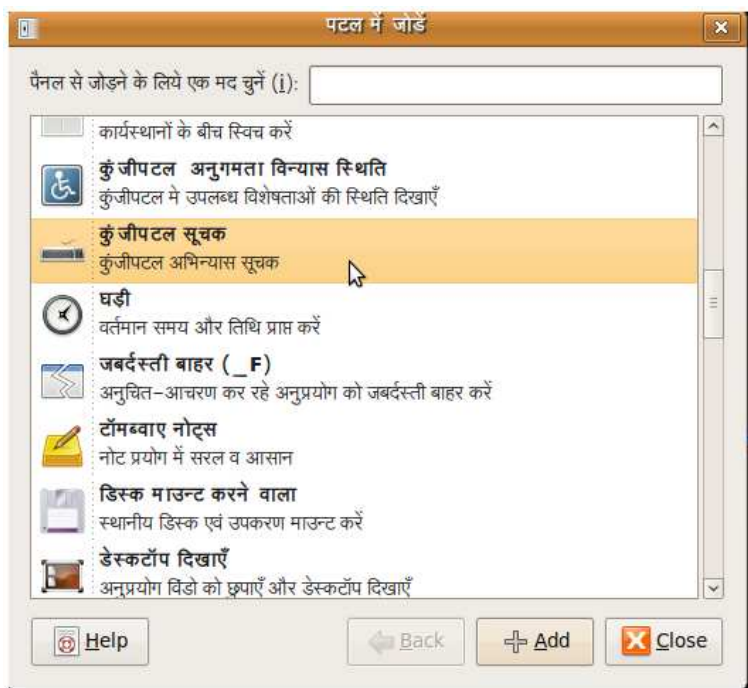 पटल में जोडें
पैनल से जोड़ने के लिये एक मद चुनें (i):
कार्यस्थानों के बीच स्विच करें
कुंजीपटल अनुगमता विन्यास स्थिति
कुंजीपटल मे उपलब्ध विशेषताओं की स्थिति दिखाएँ
कुंजीपटल सूचक
कुंजीपटल अभिन्यास सूचक
घड़ी
वर्तमान समय और तिथि प्राप्त करें
जबर्दस्ती बाहर (_F)
अनुचित-आचरण कर रहे अनुप्रयोग को जबर्दस्ती बाहर करें
टॉमब्वाए नोट्स
नोट प्रयोग में सरल व आसान
डिस्क माउन्ट करने वाला
स्थानीय डिस्क एवं उपकरण माउन्ट करें
डेस्कटॉप दिखाएँ
अनुप्रयोग विंडो को छुपाएँ और डेस्कटॉप दिखाएँ
Help Back Add Close